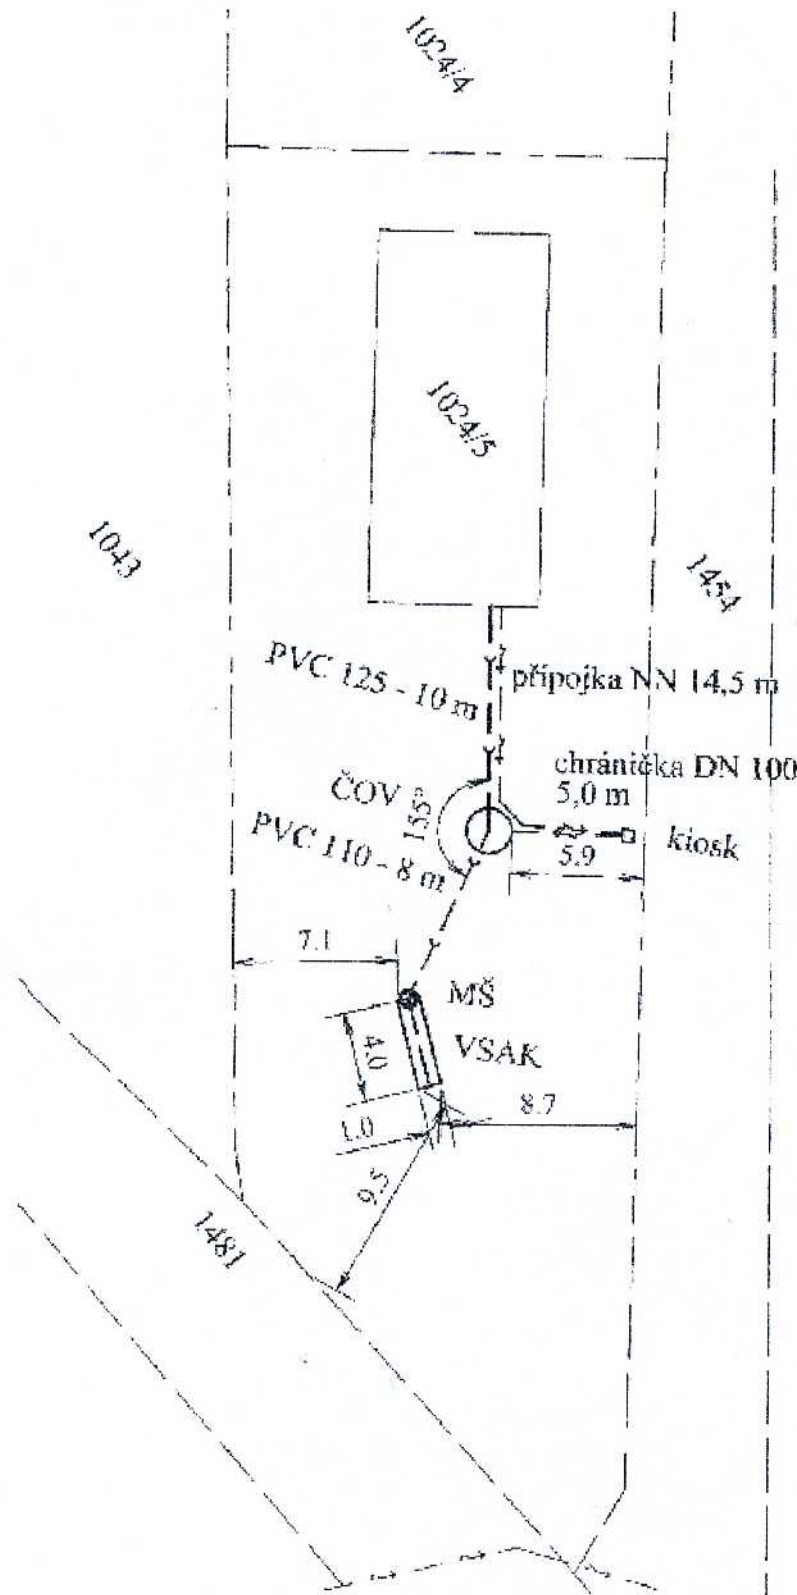 1024/4
1024/5
1043
1454
PVC 125 - 10 m
přípojka NN 14,5 m
chránička DN 100
5,0 m
ČOV
155°
PVC 110 - 8 m
kiosk
5.9
7.1
MŠ
4.0
VSAK
1.0
8.7
9.5
1481